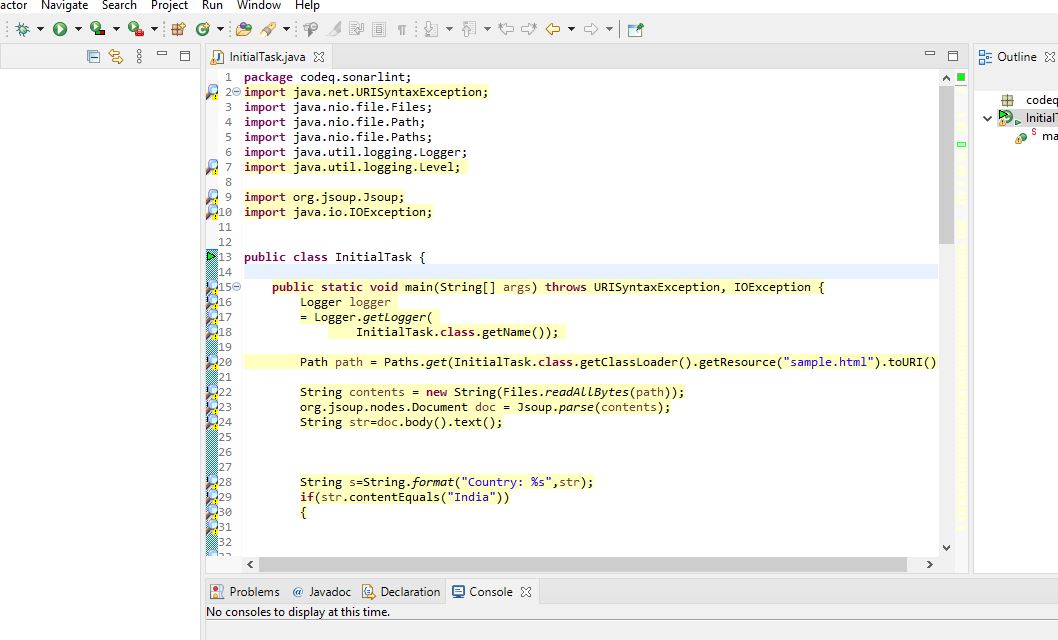 actor Navigate Search Project Run Window Help
InitialTask.java
Outline
1 package codeq.sonarlint;
2 import java.net.URISyntaxException;
3 import java.nio.file.Files;
4 import java.nio.file.Path;
5 import java.nio.file.Paths;
6 import java.util.logging.Logger;
7 import java.util.logging.Level;
8
9 import org.jsoup.Jsoup;
10 import java.io.IOException;
11
12
13 public class InitialTask {
14
15 public static void main(String[] args) throws URISyntaxException, IOException {
16 Logger logger
17 = Logger.getLogger(
18 InitialTask.class.getName());
19
20 Path path = Paths.get(InitialTask.class.getClassLoader().getResource("sample.html").toURI()
21
22 String contents = new String(Files.readAllBytes(path));
23 org.jsoup.nodes.Document doc = Jsoup.parse(contents);
24 String str=doc.body().text();
25
26
27
28 String s=String.format("Country: %s",str);
29 if(str.contentEquals("India"))
30 {
31
32
codeq
InitialT
S ma
Problems @ Javadoc Declaration Console
No consoles to display at this time.